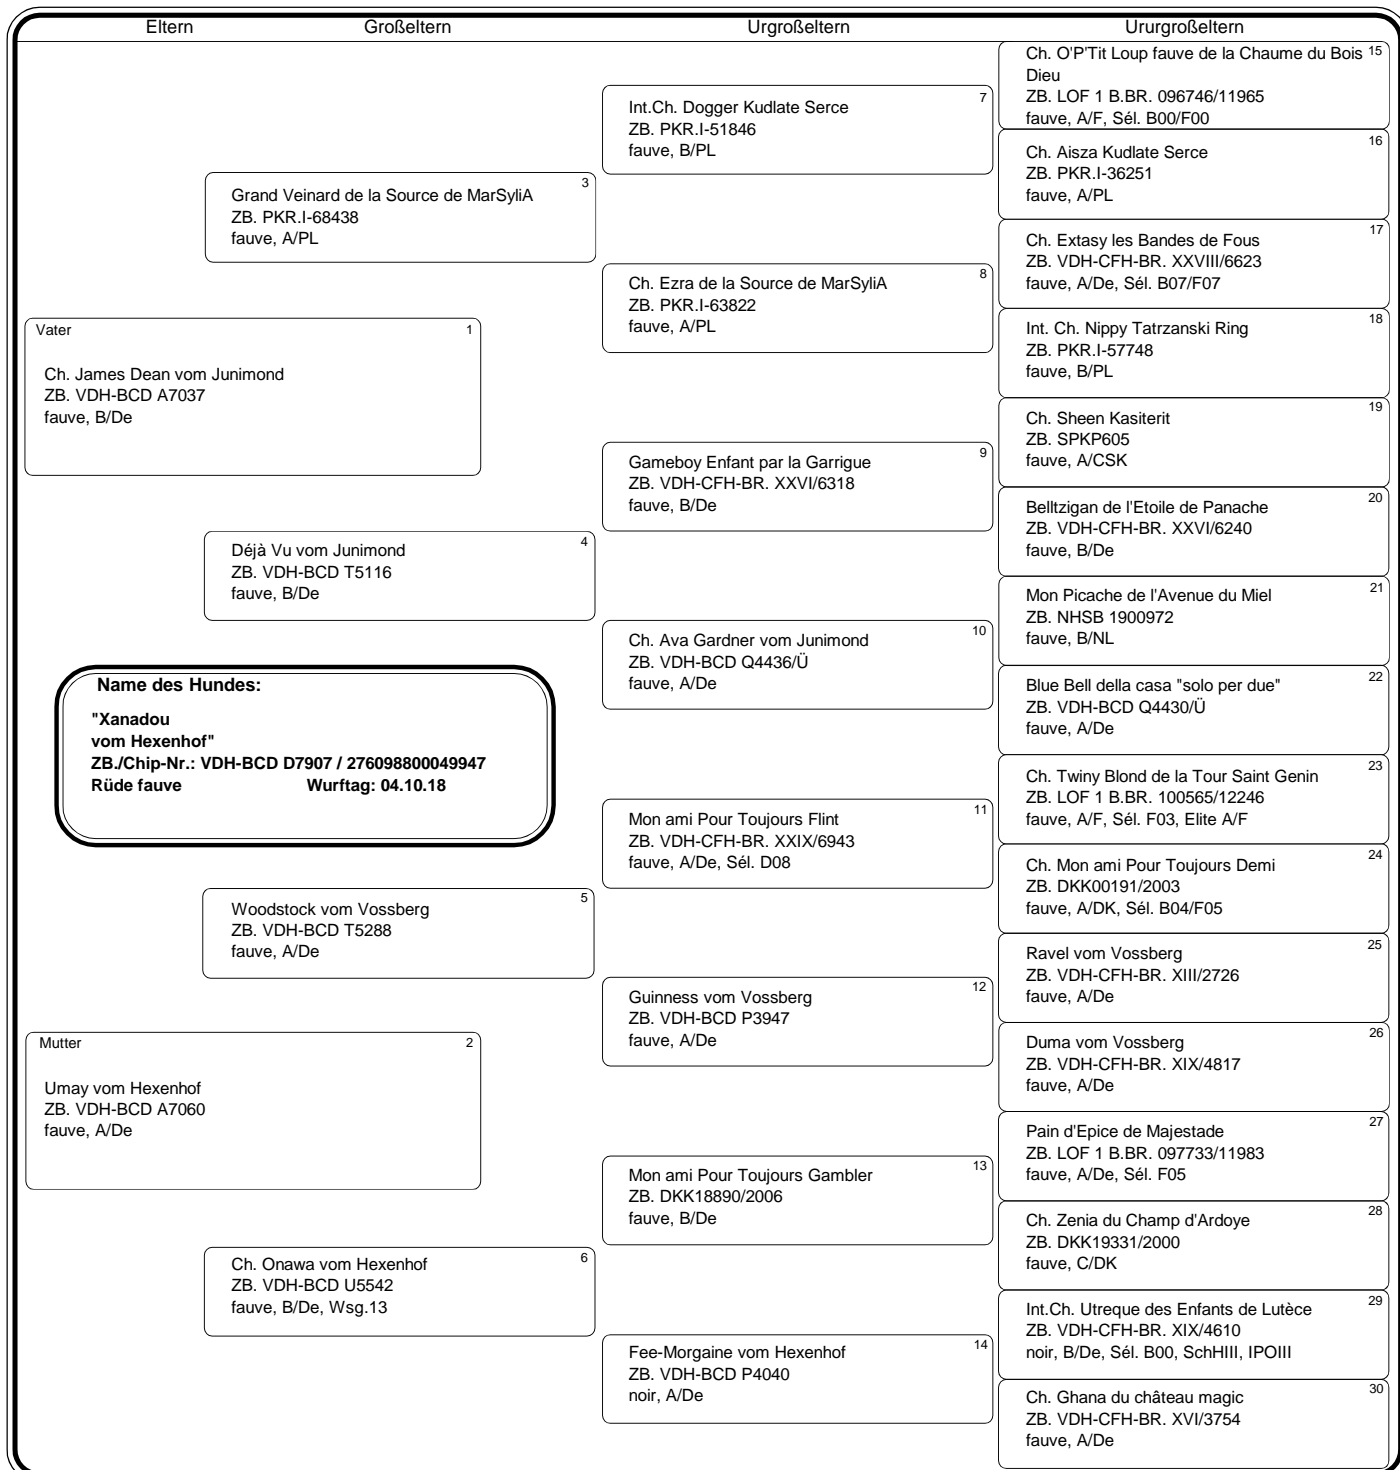 Eltern Großeltern Urgroßeltern Ururgroßeltern
Vater 1
Ch. James Dean vom Junimond
ZB. VDH-BCD A7037
fauve, B/De
Name des Hundes:
"Xanadou
vom Hexenhof"
ZB./Chip-Nr.: VDH-BCD D7907 / 276098800049947
Rüde fauve Wurftag: 04.10.18
Mutter 2
Umay vom Hexenhof
ZB. VDH-BCD A7060
fauve, A/De
3
Grand Veinard de la Source de MarSyliA
ZB. PKR.I-68438
fauve, A/PL
4
Déjà Vu vom Junimond
ZB. VDH-BCD T5116
fauve, B/De
5
Woodstock vom Vossberg
ZB. VDH-BCD T5288
fauve, A/De
6
Ch. Onawa vom Hexenhof
ZB. VDH-BCD U5542
fauve, B/De, Wsg.13
7
Int.Ch. Dogger Kudlate Serce
ZB. PKR.I-51846
fauve, B/PL
8
Ch. Ezra de la Source de MarSyliA
ZB. PKR.I-63822
fauve, A/PL
9
Gameboy Enfant par la Garrigue
ZB. VDH-CFH-BR. XXVI/6318
fauve, B/De
10
Ch. Ava Gardner vom Junimond
ZB. VDH-BCD Q4436/Ü
fauve, A/De
11
Mon ami Pour Toujours Flint
ZB. VDH-CFH-BR. XXIX/6943
fauve, A/De, Sél. D08
12
Guinness vom Vossberg
ZB. VDH-BCD P3947
fauve, A/De
13
Mon ami Pour Toujours Gambler
ZB. DKK18890/2006
fauve, B/De
14
Fee-Morgaine vom Hexenhof
ZB. VDH-BCD P4040
noir, A/De
Ch. O'P'Tit Loup fauve de la Chaume du Bois 15
Dieu
ZB. LOF 1 B.BR. 096746/11965
fauve, A/F, Sél. B00/F00
16
Ch. Aisza Kudlate Serce
ZB. PKR.I-36251
fauve, A/PL
17
Ch. Extasy les Bandes de Fous
ZB. VDH-CFH-BR. XXVIII/6623
fauve, A/De, Sél. B07/F07
18
Int. Ch. Nippy Tatrzanski Ring
ZB. PKR.I-57748
fauve, B/PL
19
Ch. Sheen Kasiterit
ZB. SPKP605
fauve, A/CSK
20
Belltzigan de l'Etoile de Panache
ZB. VDH-CFH-BR. XXVI/6240
fauve, B/De
21
Mon Picache de l'Avenue du Miel
ZB. NHSB 1900972
fauve, B/NL
22
Blue Bell della casa "solo per due"
ZB. VDH-BCD Q4430/Ü
fauve, A/De
23
Ch. Twiny Blond de la Tour Saint Genin
ZB. LOF 1 B.BR. 100565/12246
fauve, A/F, Sél. F03, Elite A/F
24
Ch. Mon ami Pour Toujours Demi
ZB. DKK00191/2003
fauve, A/DK, Sél. B04/F05
25
Ravel vom Vossberg
ZB. VDH-CFH-BR. XIII/2726
fauve, A/De
26
Duma vom Vossberg
ZB. VDH-CFH-BR. XIX/4817
fauve, A/De
27
Pain d'Epice de Majestade
ZB. LOF 1 B.BR. 097733/11983
fauve, A/De, Sél. F05
28
Ch. Zenia du Champ d'Ardoye
ZB. DKK19331/2000
fauve, C/DK
29
Int.Ch. Utreque des Enfants de Lutèce
ZB. VDH-CFH-BR. XIX/4610
noir, B/De, Sél. B00, SchHIII, IPOIII
30
Ch. Ghana du château magic
ZB. VDH-CFH-BR. XVI/3754
fauve, A/De